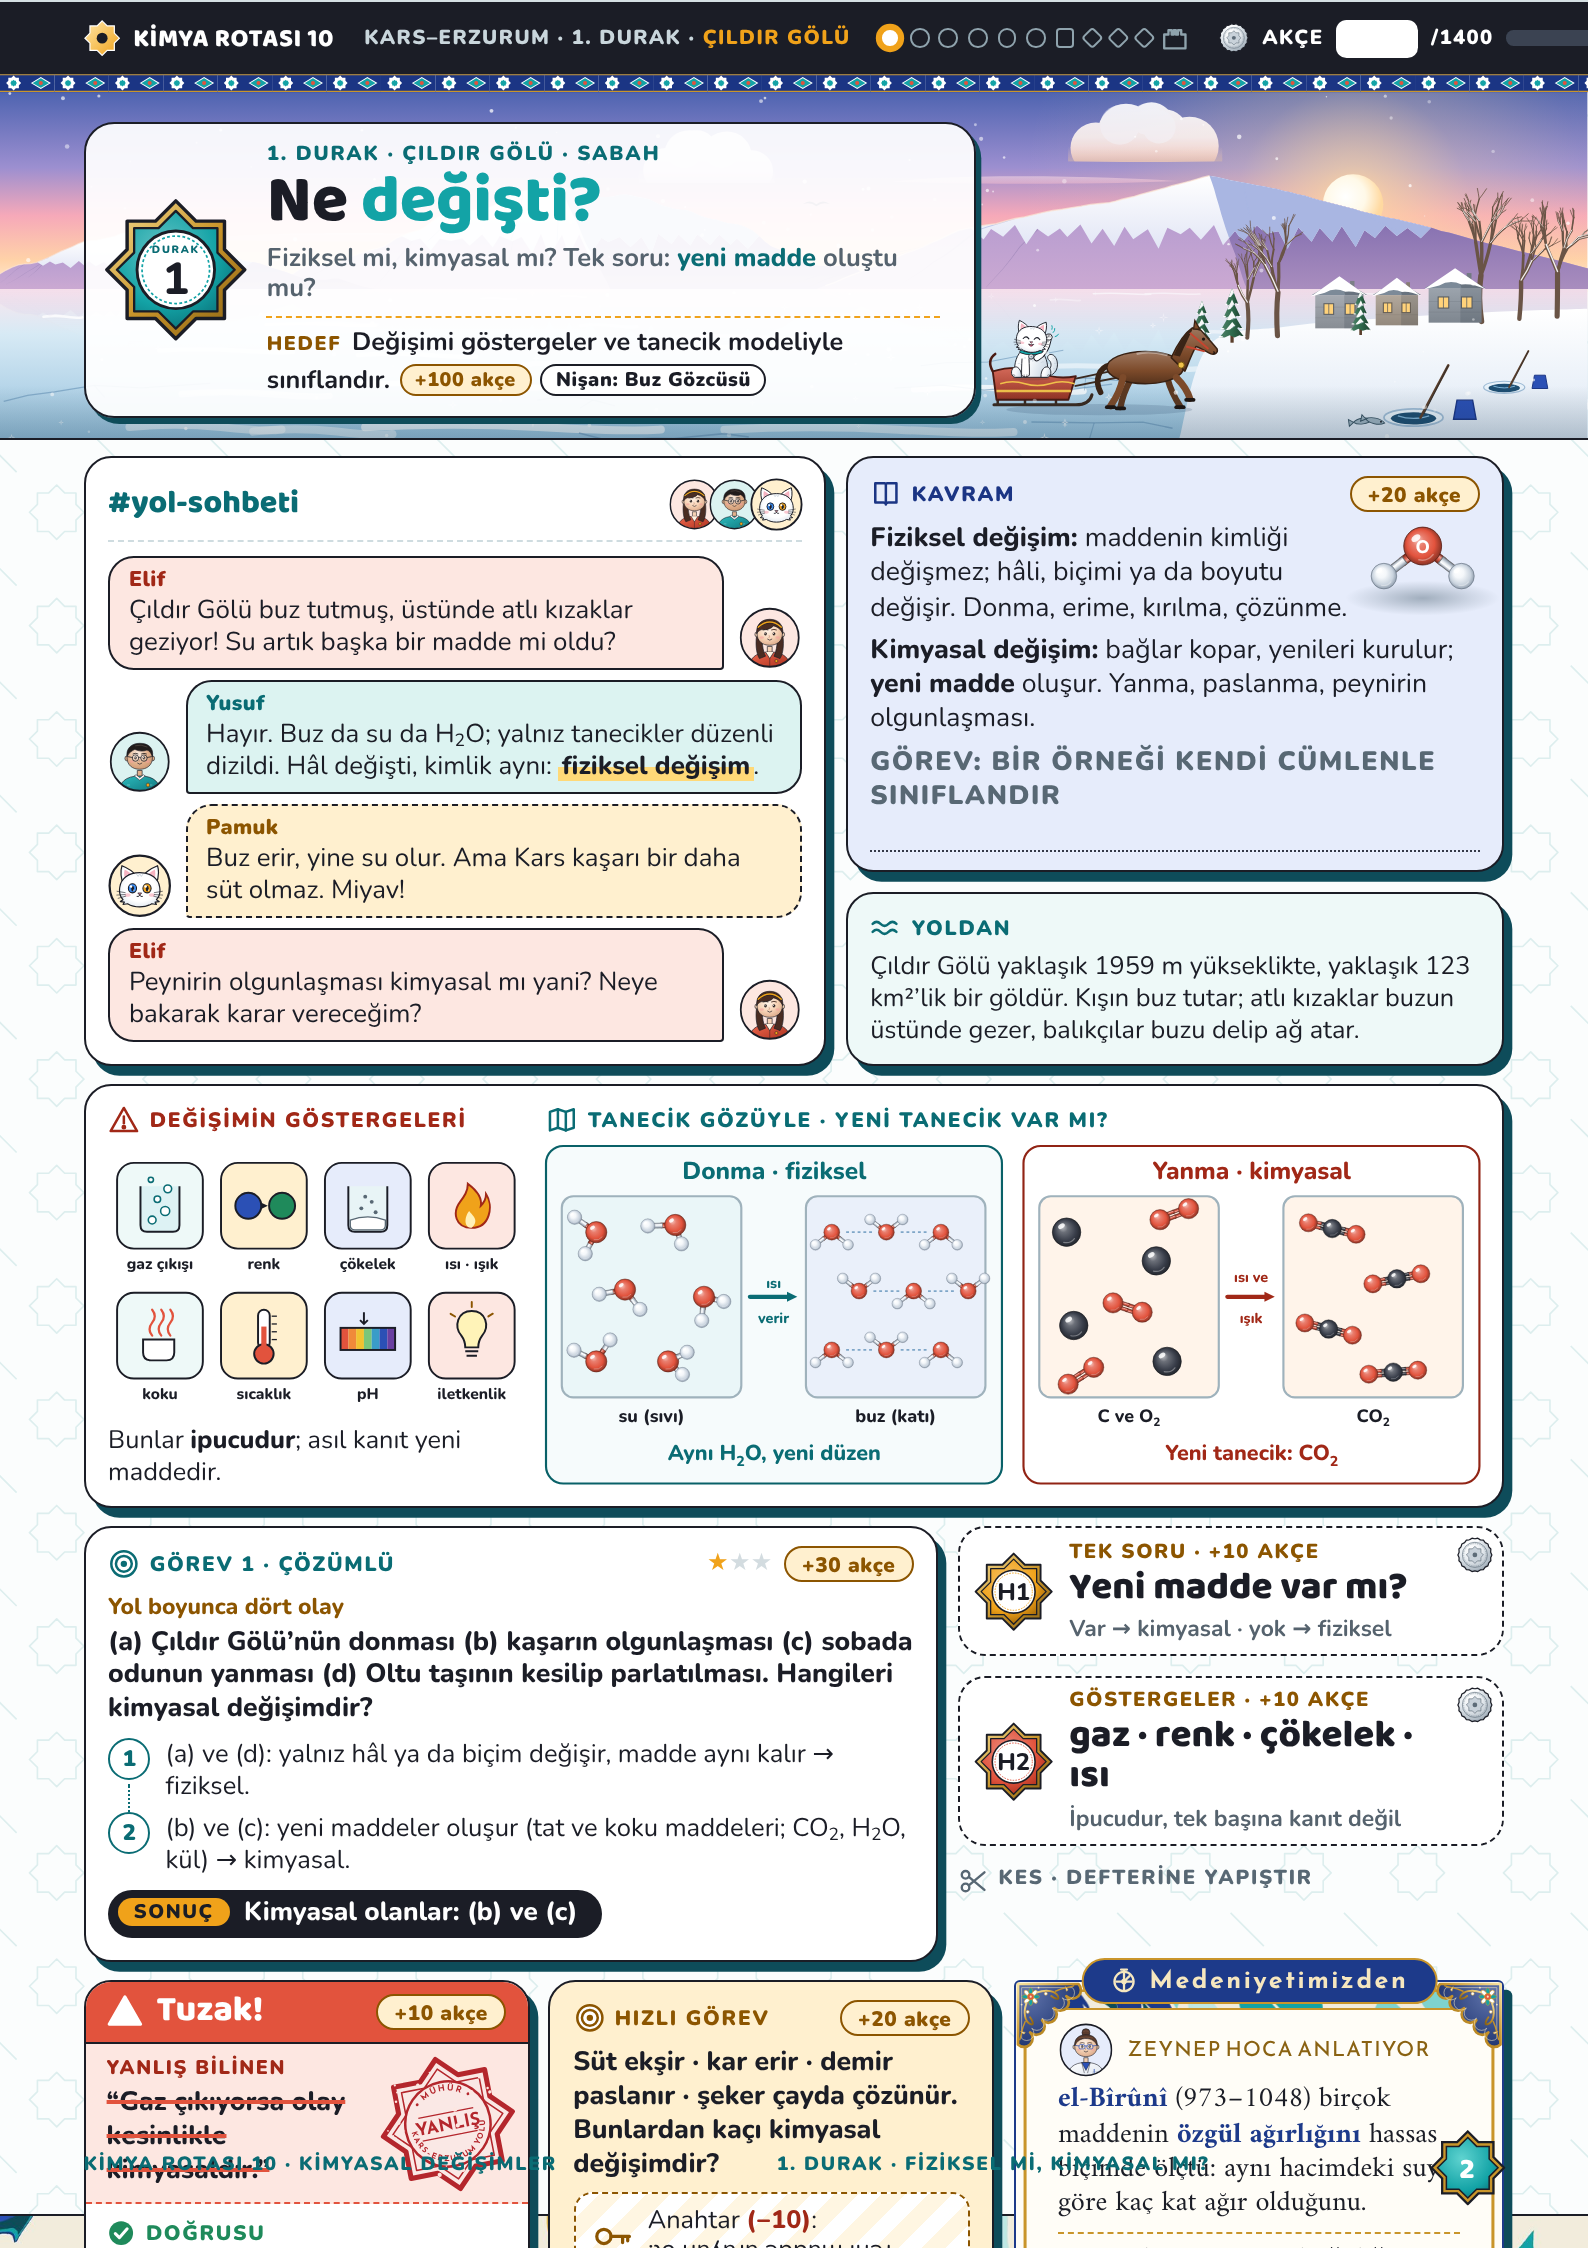 KİMYA ROTASI 10 KARS–ERZURUM · 1. DURAK · ÇILDIR GÖLÜ AKÇE /1400
1. DURAK · ÇILDIR GÖLÜ · SABAH
Ne değişti?
DURAK
1
Fiziksel mi, kimyasal mı? Tek soru: yeni madde oluştu
mu?
HEDEF Değişimi göstergeler ve tanecik modeliyle
sınıflandır. +100 akçe Nişan: Buz Gözcüsü
#yol-sohbeti
Elif
Çıldır Gölü buz tutmuş, üstünde atlı kızaklar
geziyor! Su artık başka bir madde mi oldu?
Yusuf
Hayır. Buz da su da H₂O; yalnız tanecikler düzenli
dizildi. Hâl değişti, kimlik aynı: fiziksel değişim.
Pamuk
Buz erir, yine su olur. Ama Kars kaşarı bir daha
süt olmaz. Miyav!
Elif
Peynirin olgunlaşması kimyasal mı yani? Neye
bakarak karar vereceğim?
KAVRAM +20 akçe
Fiziksel değişim: maddenin kimliği
değişmez; hâli, biçimi ya da boyutu
değişir. Donma, erime, kırılma, çözünme.
O
Kimyasal değişim: bağlar kopar, yenileri kurulur;
yeni madde oluşur. Yanma, paslanma, peynirin
olgunlaşması.
GÖREV: BİR ÖRNEĞİ KENDİ CÜMLENLE
SINIFLANDIR
YOLDAN
Çıldır Gölü yaklaşık 1959 m yükseklikte, yaklaşık 123
km²’lik bir göldür. Kışın buz tutar; atlı kızaklar buzun
üstünde gezer, balıkçılar buzu delip ağ atar.
DEĞİŞİMİN GÖSTERGELERİ
gaz çıkışı renk çökelek ısı · ışık
koku sıcaklık pH iletkenlik
Bunlar ipucudur; asıl kanıt yeni
maddedir.
TANECİK GÖZÜYLE · YENİ TANECİK VAR MI?
Donma · fiziksel
ısı
verir
su (sıvı) buz (katı)
Aynı H₂O, yeni düzen
Yanma · kimyasal
ısı ve
ışık
C ve O₂ CO₂
Yeni tanecik: CO₂
GÖREV 1 · ÇÖZÜMLÜ +30 akçe
Yol boyunca dört olay
(a) Çıldır Gölü’nün donması (b) kaşarın olgunlaşması (c) sobada
odunun yanması (d) Oltu taşının kesilip parlatılması. Hangileri
kimyasal değişimdir?
1 (a) ve (d): yalnız hâl ya da biçim değişir, madde aynı kalır →
fiziksel.
2 (b) ve (c): yeni maddeler oluşur (tat ve koku maddeleri; CO₂, H₂O,
kül) → kimyasal.
SONUÇ Kimyasal olanlar: (b) ve (c)
H1
TEK SORU · +10 AKÇE
Yeni madde var mı?
Var → kimyasal · yok → fiziksel
H2
GÖSTERGELER · +10 AKÇE
gaz · renk · çökelek ·
ısı
İpucudur, tek başına kanıt değil
KES · DEFTERİNE YAPIŞTIR
Tuzak! +10 akçe
YANLIŞ BİLİNEN
“Gaz çıkıyorsa olay
kesinlikle
kimyasaldır.”
MÜHÜR
YANLIŞ
KARS–ERZURUM YOLU
DOĞRUSU
HIZLI GÖREV +20 akçe
Süt ekşir · kar erir · demir
paslanır · şeker çayda çözünür.
Bunlardan kaçı kimyasal
değişimdir?
Anahtar (−10):
Medeniyetimizden
ZEYNEP HOCA ANLATIYOR
el-Bîrûnî (973–1048) birçok
maddenin özgül ağırlığını hassas
biçimde ölçtü: aynı hacimdeki suya
göre kaç kat ağır olduğunu.
KİMYA ROTASI 10 · KİMYASAL DEĞİŞİMLER 1. DURAK · FİZİKSEL Mİ, KİMYASAL MI? 2